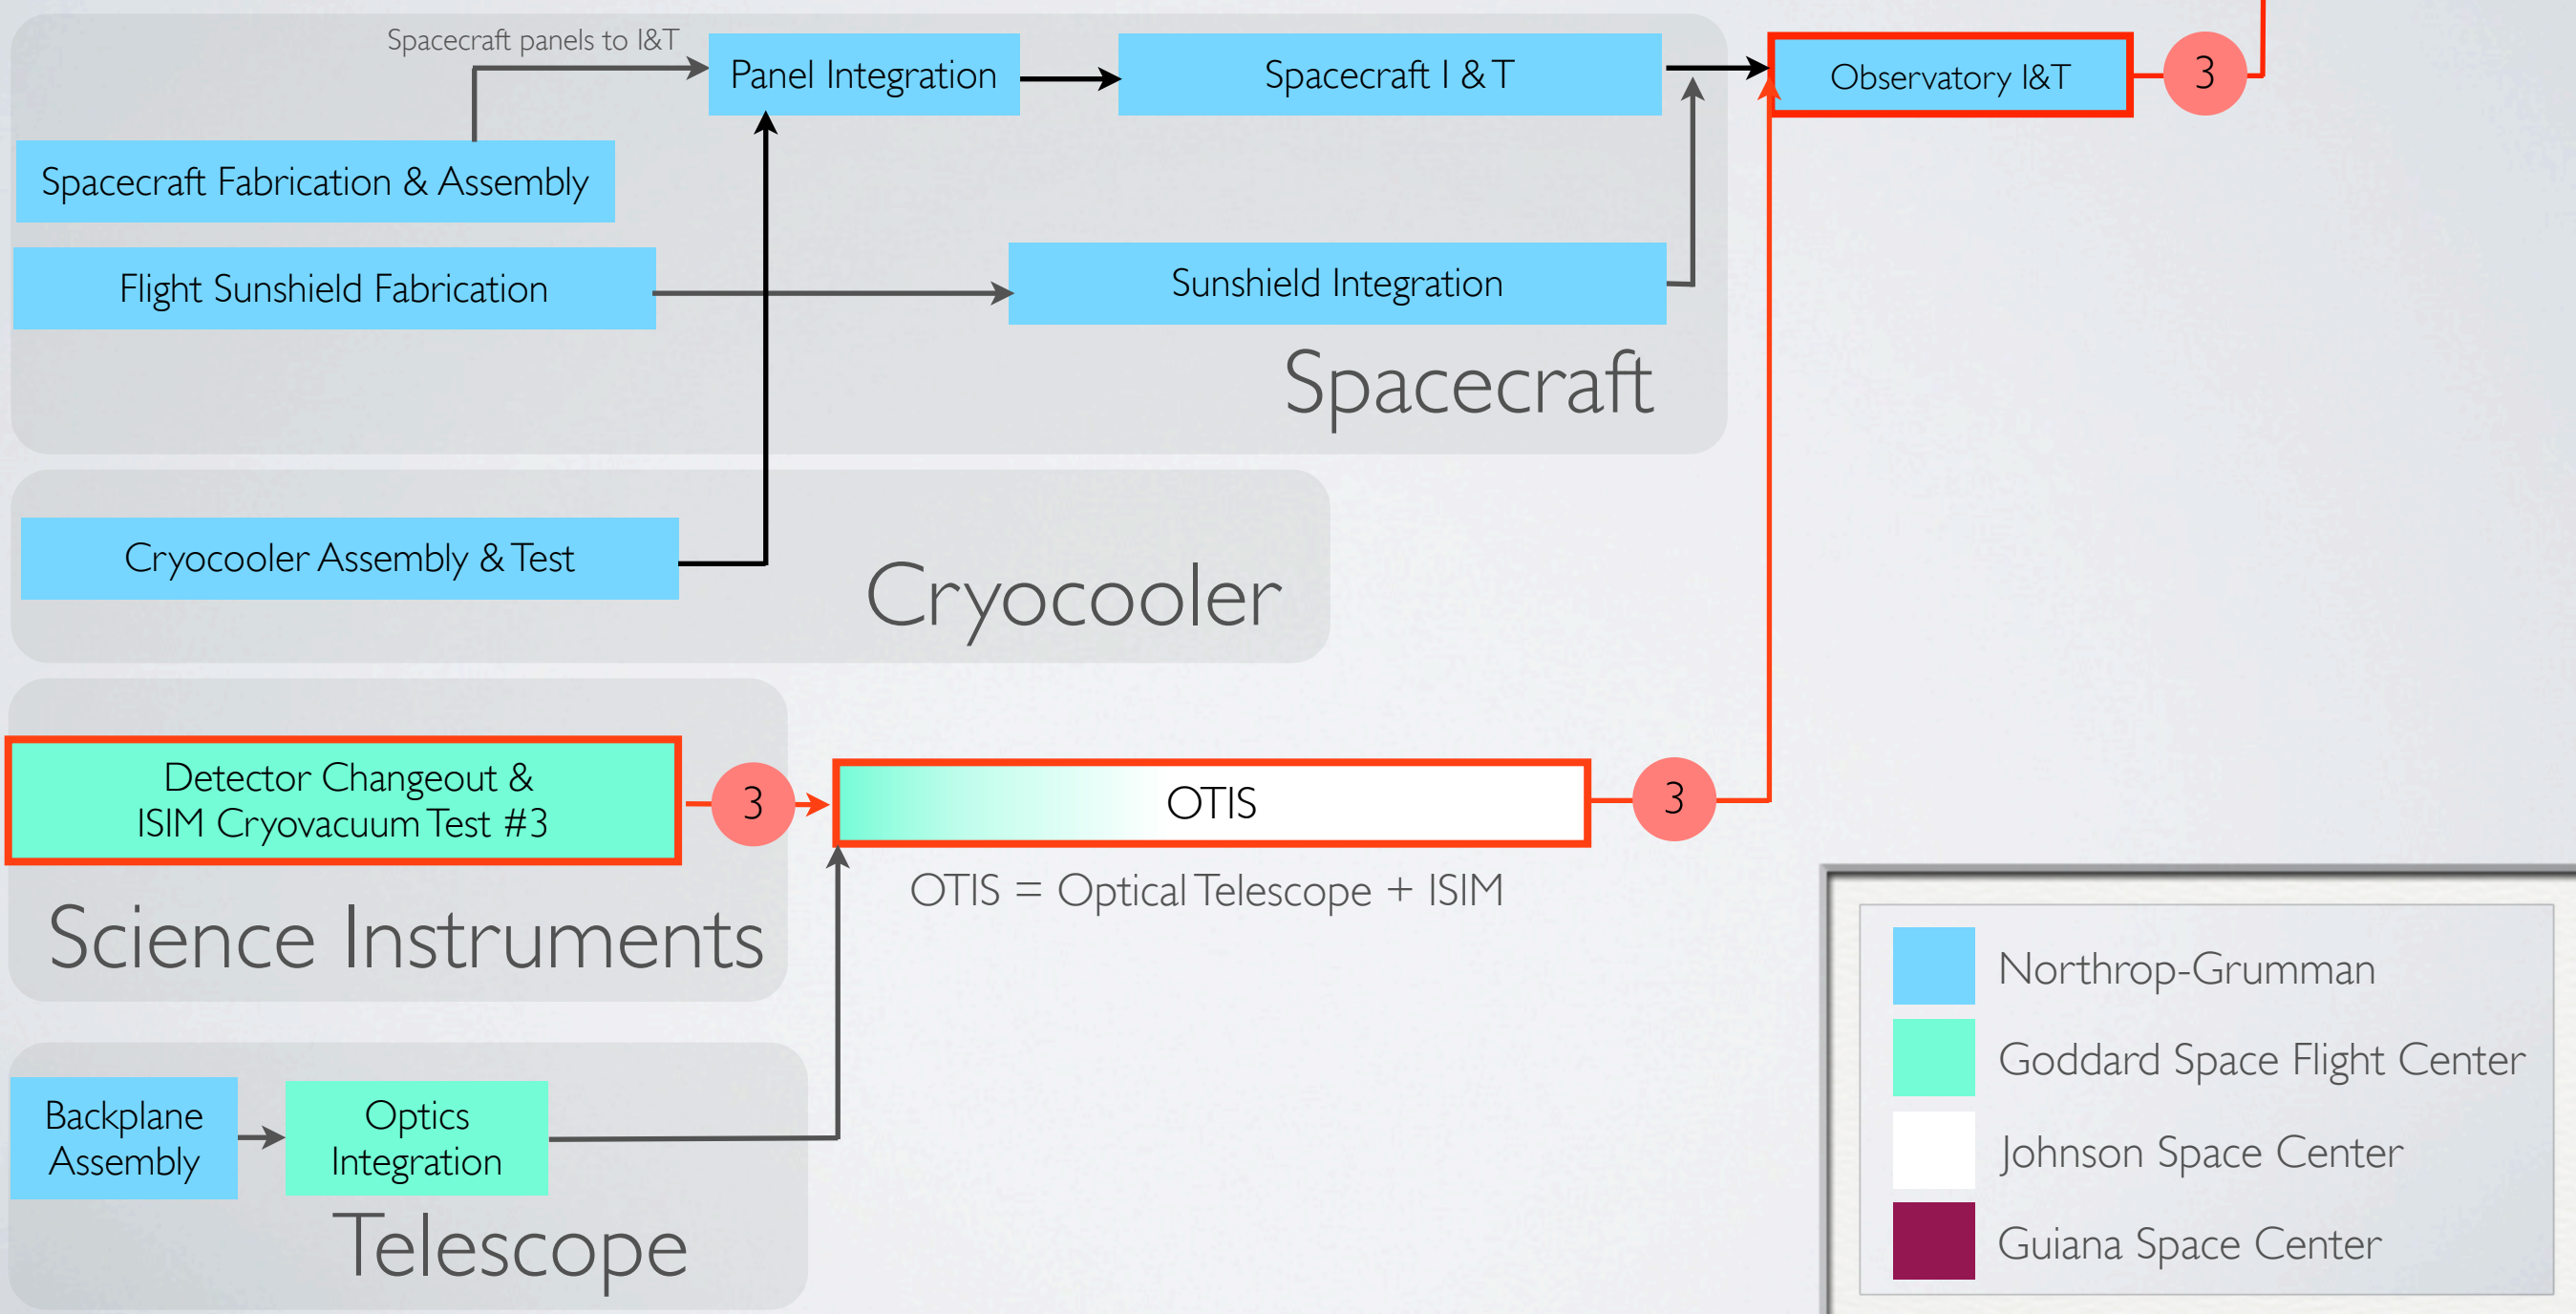 Spacecraft panels to I&T
Panel Integration
Spacecraft I & T
Observatory I&T
3
Spacecraft Fabrication & Assembly
Flight Sunshield Fabrication
Sunshield Integration
Spacecraft
Cryocooler Assembly & Test
Cryocooler
Detector Changeout &
ISIM Cryovacuum Test #3
3
OTIS
3
OTIS = Optical Telescope + ISIM
Science Instruments
Backplane
Assembly
Optics
Integration
Telescope
Northrop-Grumman
Goddard Space Flight Center
Johnson Space Center
Guiana Space Center